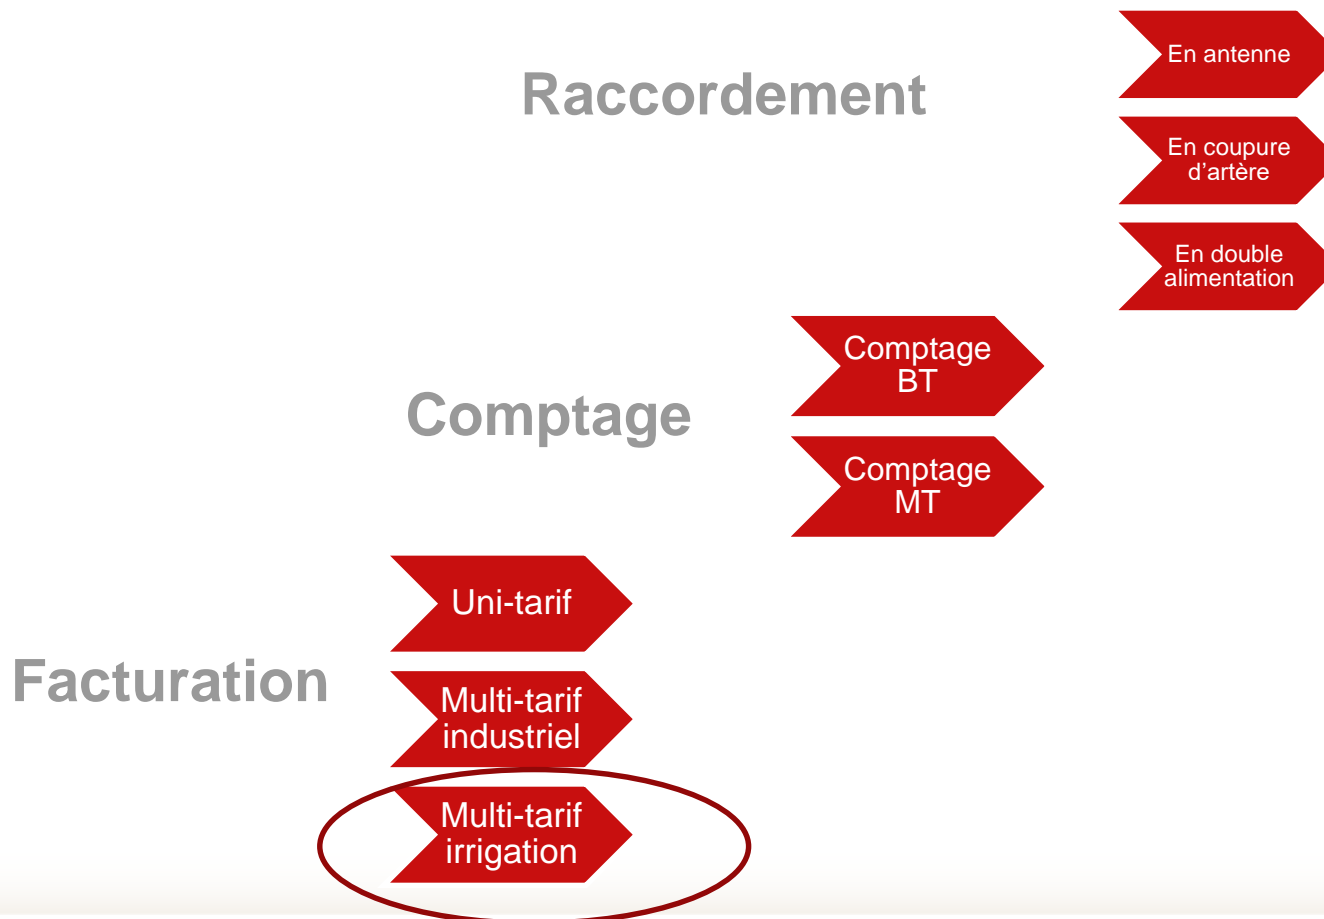 Raccordement
En antenne
En coupure
d’artère
En double
alimentation
Comptage
Comptage
BT
Comptage
MT
Facturation
Uni-tarif
Multi-tarif
industriel
Multi-tarif
irrigation